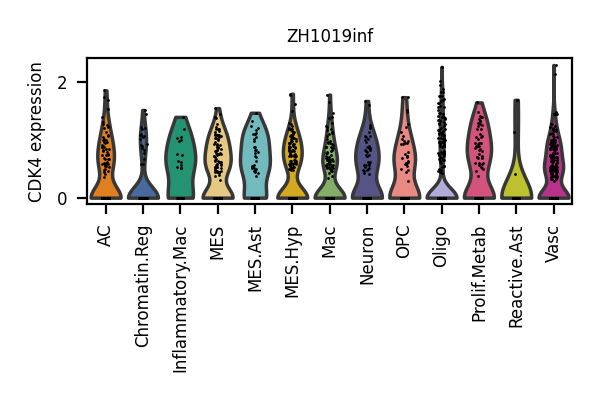 ZH1019inf
CDK4 expression
2
0
AC
Chromatin.Reg
Inflammatory.Mac
MES
MES.Ast
MES.Hyp
Mac
Neuron
OPC
Oligo
Prolif.Metab
Reactive.Ast
Vasc